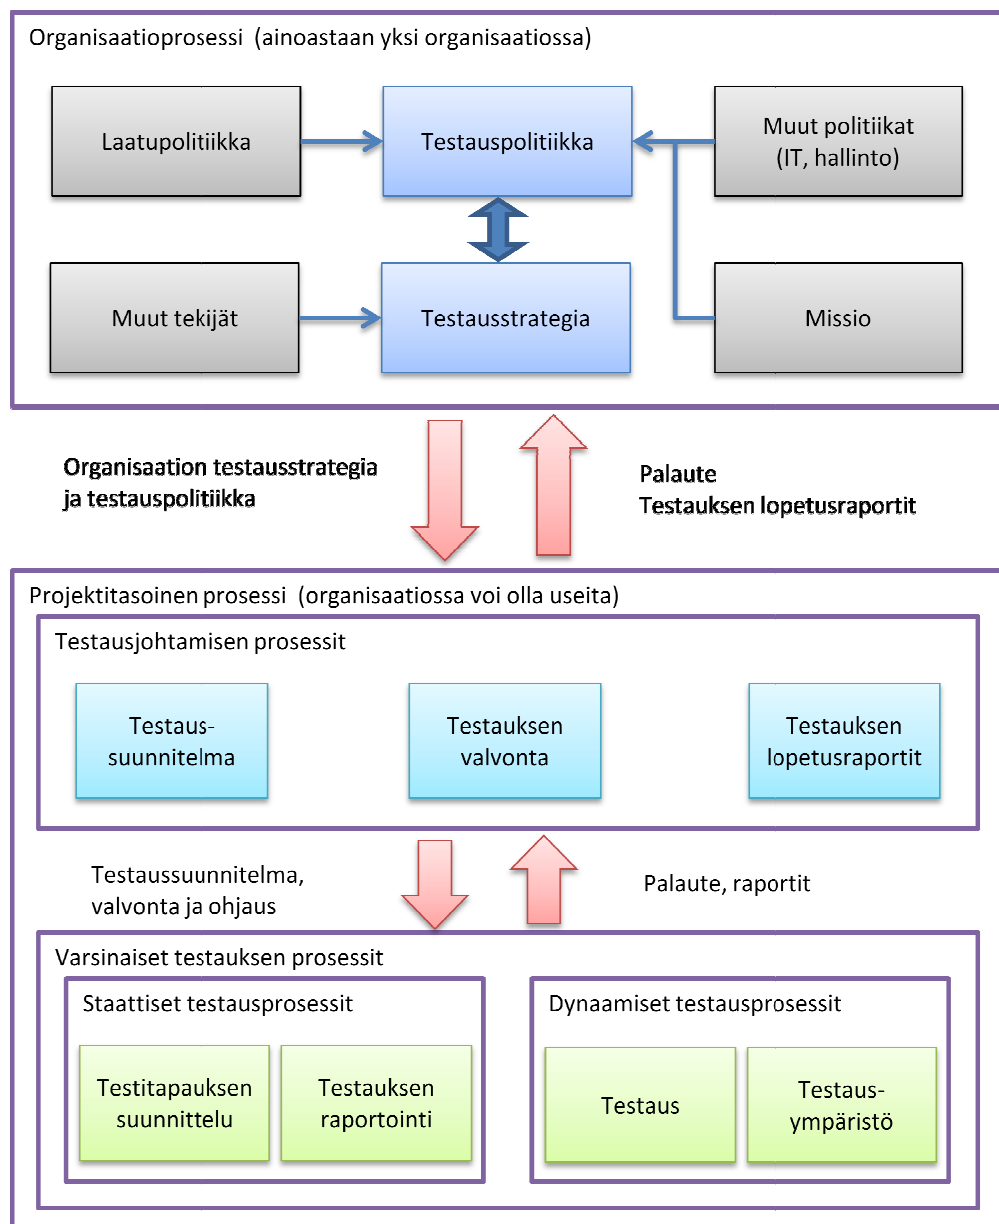 Organisaatioprosessi (ainoastaan yksi organisaatiossa)
Laatupolitiikka
Testauspolitiikka
Muut politiikat
(IT, hallinto)
Muut tekijät
Testausstrategia
Missio
Organisaation testausstrategia
ja testauspolitiikka
Palaute
Testauksen lopetusraportit
Projektitasoinen prosessi (organisaatiossa voi olla useita)
Testausjohtamisen prosessit
Testaus-
suunnitelma
Testauksen
valvonta
Testauksen
lopetusraportit
Testaussuunnitelma,
valvonta ja ohjaus
Palaute, raportit
Varsinaiset testauksen prosessit
Staattiset testausprosessit
Testitapauksen
suunnittelu
Testauksen
raportointi
Dynaamiset testausprosessit
Testaus
Testaus-
ympäristö